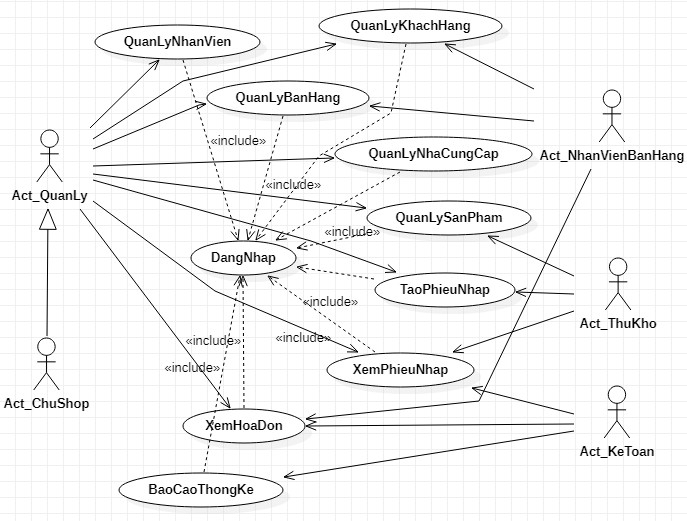 QuanLyKhachHang
QuanLyNhanVien
QuanLyBanHang
«include»
QuanLyNhaCungCap
Act_NhanVienBanHang
«include»
Act_QuanLy
QuanLySanPham
«include»
DangNhap
TaoPhieuNhap
«include»
Act_ThuKho
«include»
«include»
«include»
XemPhieuNhap
Act_ChuShop
XemHoaDon
Act_KeToan
BaoCaoThongKe